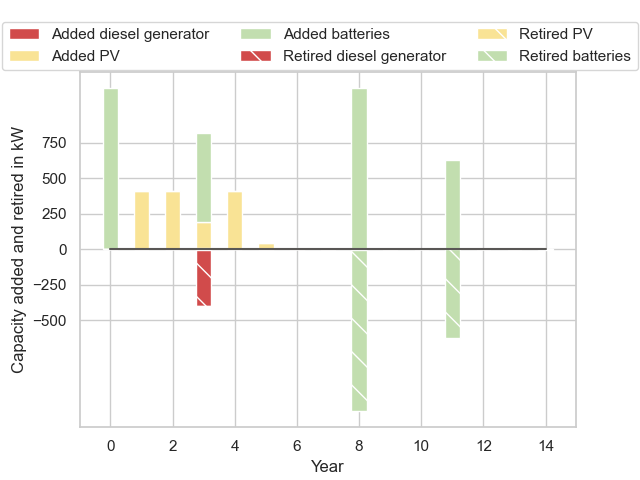 Added diesel generator Added batteries Retired PV
Added PV Retired diesel generator Retired batteries
Capacity added and retired in kW
750
500
250
0
−250
−500
0 2 4 6 8 10 12 14
Year